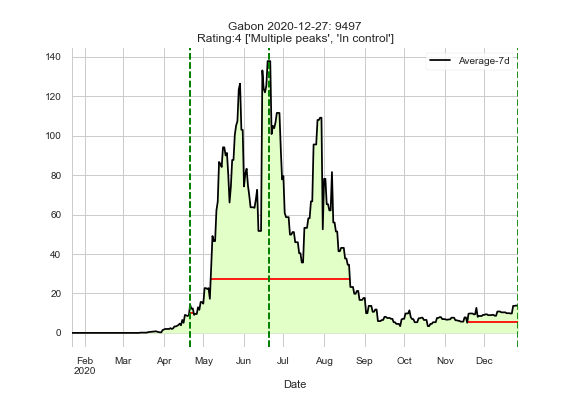 Gabon 2020-12-27: 9497
Rating:4 ['Multiple peaks', 'In control']
Average-7d
140
120
100
80
60
40
20
0
Feb Mar Apr May Jun Jul Aug Sep Oct Nov Dec
2020
Date